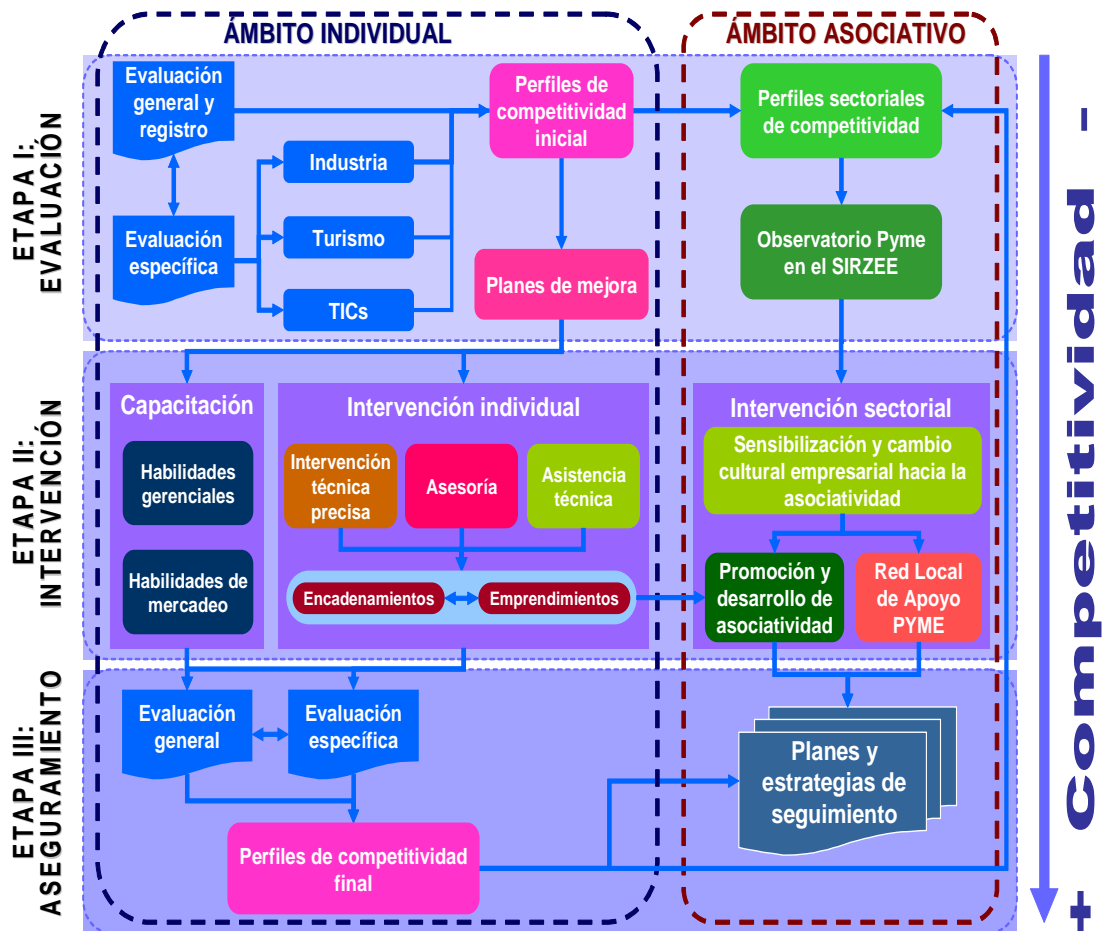 ÁMBITO INDIVIDUAL
ÁMBITO ASOCIATIVO
ETAPA I:
EVALUACIÓN
Evaluación
general y
registro
Evaluación
específica
Industria
Turismo
TICs
Perfiles de
competitividad
inicial
Planes de mejora
Perfiles sectoriales
de competitividad
Observatorio Pyme
en el SIRZEE
ETAPA II:
INTERVENCIÓN
Capacitación
Habilidades
gerenciales
Habilidades de
mercadeo
Intervención individual
Intervención
técnica
precisa
Asesoría
Asistencia
técnica
Encadenamientos
Emprendimientos
Intervención sectorial
Sensibilización y cambio
cultural empresarial hacia la
asociatividad
Promoción y
desarrollo de
asociatividad
Red Local
de Apoyo
PYME
ETAPA III:
ASEGURAMIENTO
Evaluación
general
Evaluación
específica
Perfiles de competitividad
final
Planes y
estrategias de
seguimiento
+ Competitividad -